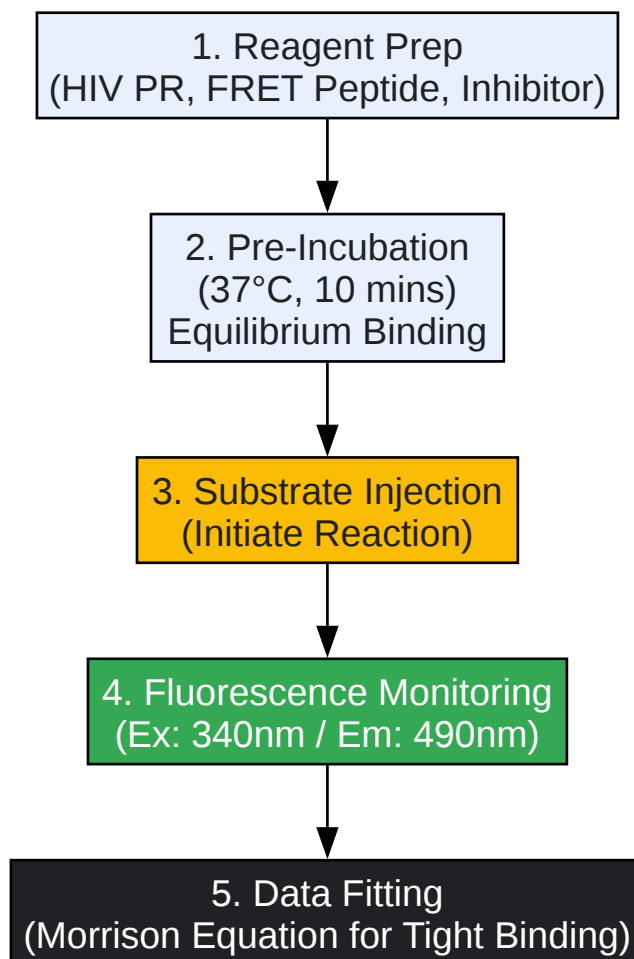 1. Reagent Prep
(HIV PR, FRET Peptide, Inhibitor)
2. Pre-Incubation
(37°C, 10 mins)
Equilibrium Binding
3. Substrate Injection
(Initiate Reaction)
4. Fluorescence Monitoring
(Ex: 340nm / Em: 490nm)
5. Data Fitting
(Morrison Equation for Tight Binding)